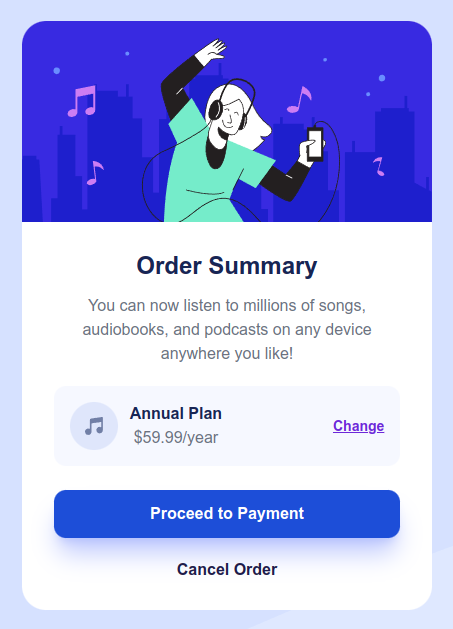 Order Summary
You can now listen to millions of songs,
audiobooks, and podcasts on any device
anywhere you like!
Annual Plan
$59.99/year
Change
Proceed to Payment
Cancel Order